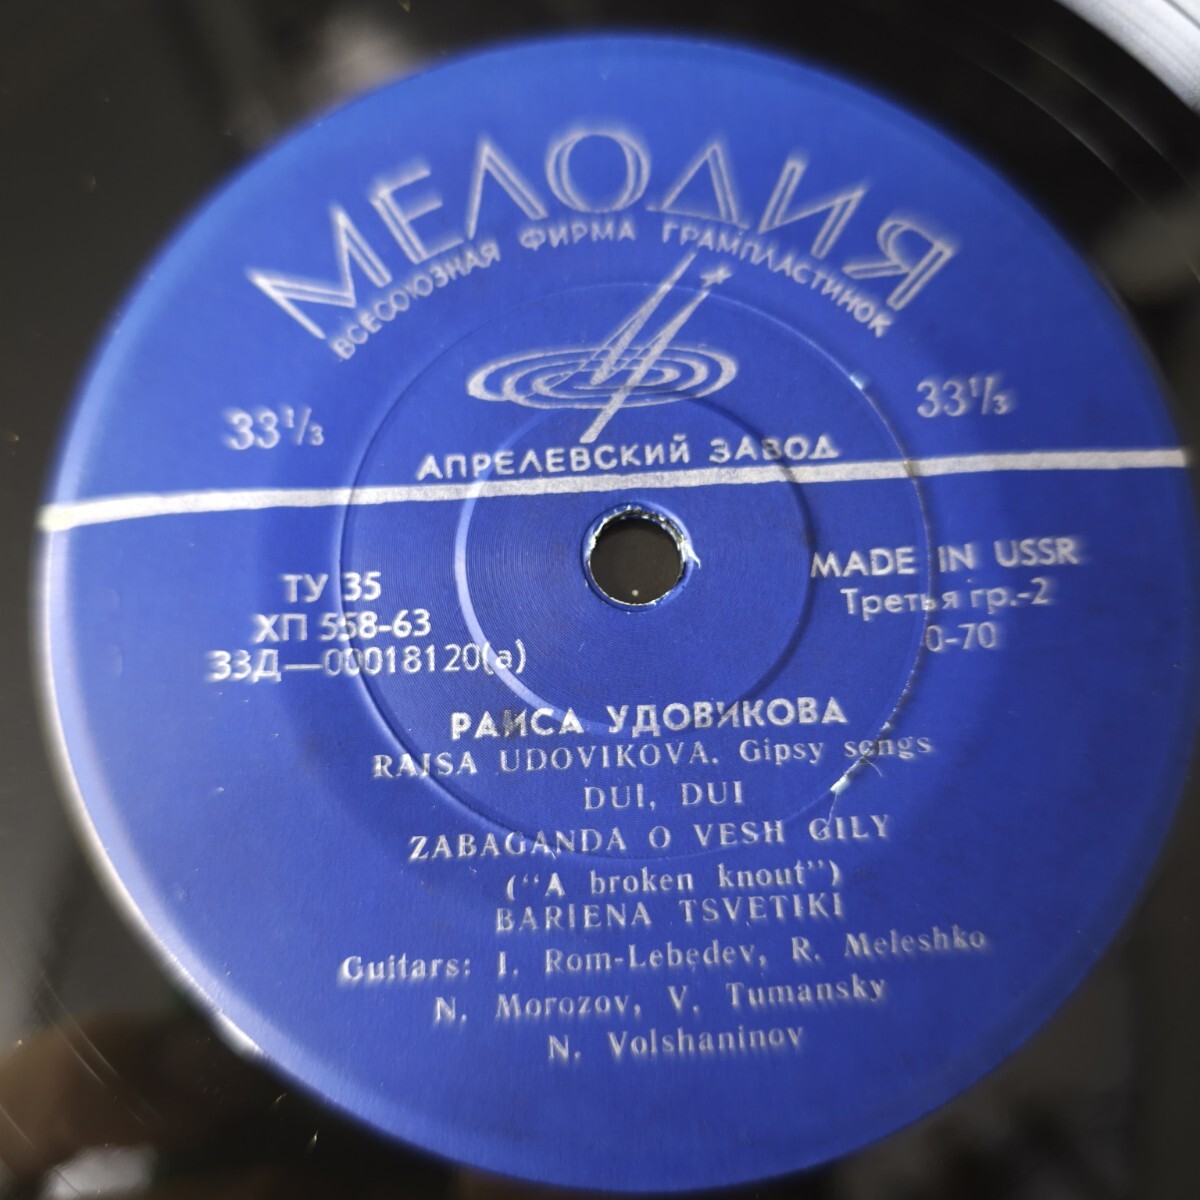 МЕЛОДИЯ
ВСЕСОЮЗНАЯ ФИРМА ГРАМПЛАСТИНОК
33⅓ 33⅓
АПРЕЛЕВСКИЙ ЗАВОД
ТУ 35
ХП 558-63
33Д—00018120(а)
MADE IN USSR
Третья гр.-2
0-70
РАИСА УДОВИКОВА
RAISA UDOVIKOVA. Gipsy songs
DUI, DUI
ZABAGANDA O VESH GILY
(“A broken knout”)
BARIENA TSVETIKI
Guitars: I. Rom-Lebedev, R. Meleshko
N. Morozov, V. Tumansky
N. Volshaninov